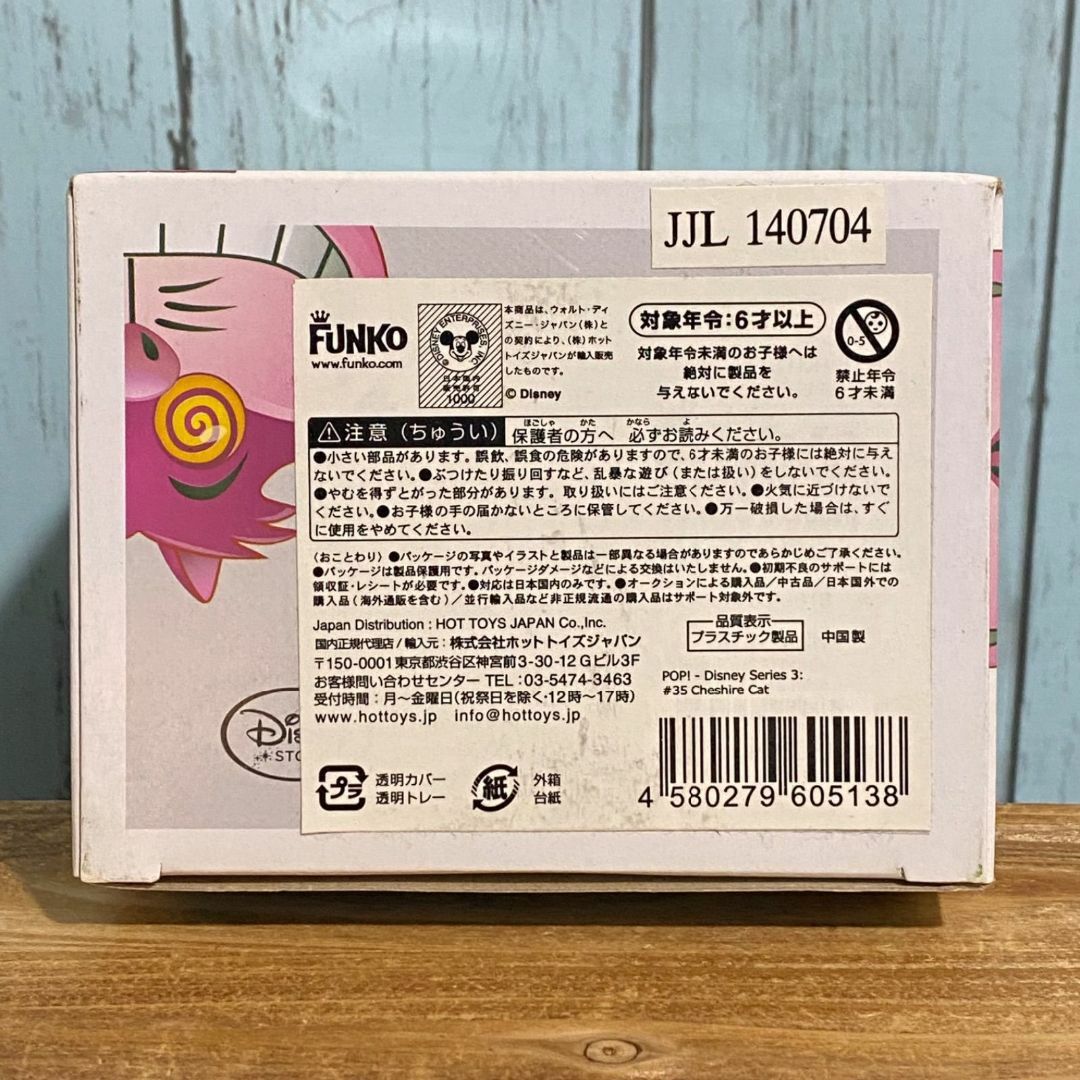 JJL 140704
FUNKO
www.funko.com
© DISNEY ENTERPRISES, INC
日本国内
販売許可
1000
本商品は、ウォルト・ディ
ズニー・ジャパン(株)と
の契約により、(株)ホット
トイズジャパンが輸入販売
したものです。
© Disney
対象年令:6才以上
対象年令未満のお子様へは
絶対に製品を
与えないでください。
0-5
禁止年令
6才未満
⚠注意(ちゅうい) 保護者の方へ 必ずお読みください。
ほごしゃ かた かなら よ
●小さい部品があります。誤飲、誤食の危険がありますので、6才未満のお子様には絶対に与え
ないでください。●ぶつけたり振り回すなど、乱暴な遊び(または扱い)をしないでください。
●やむを得ずとがった部分があります。取り扱いにはご注意ください。●火気に近づけないで
ください。●お子様の手の届かないところに保管してください。●万一破損した場合は、すぐ
に使用をやめてください。
(おことわり)●パッケージの写真やイラストと製品は一部異なる場合がありますのであらかじめご了承ください。
●パッケージは製品保護用です。パッケージダメージなどによる交換はいたしません。●初期不良のサポートには
領収証・レシートが必要です。●対応は日本国内のみです。●オークションによる購入品/中古品/日本国外での
購入品(海外通販を含む)/並行輸入品など非正規流通の購入品はサポート対象外です。
Japan Distribution : HOT TOYS JAPAN Co.,Inc.
国内正規代理店/輸入元:株式会社ホットトイズジャパン
〒150-0001東京都渋谷区神宮前3-30-12Gビル3F
お客様問い合わせセンター TEL:03-5474-3463
受付時間:月~金曜日(祝祭日を除く・12時~17時)
www.hottoys.jp info@hottoys.jp
品質表示
プラスチック製品
中国製
POP! - Disney Series 3:
#35 Cheshire Cat
プラ
透明カバー
透明トレー
紙
外箱
台紙
4 580279 605138
Dis
STO